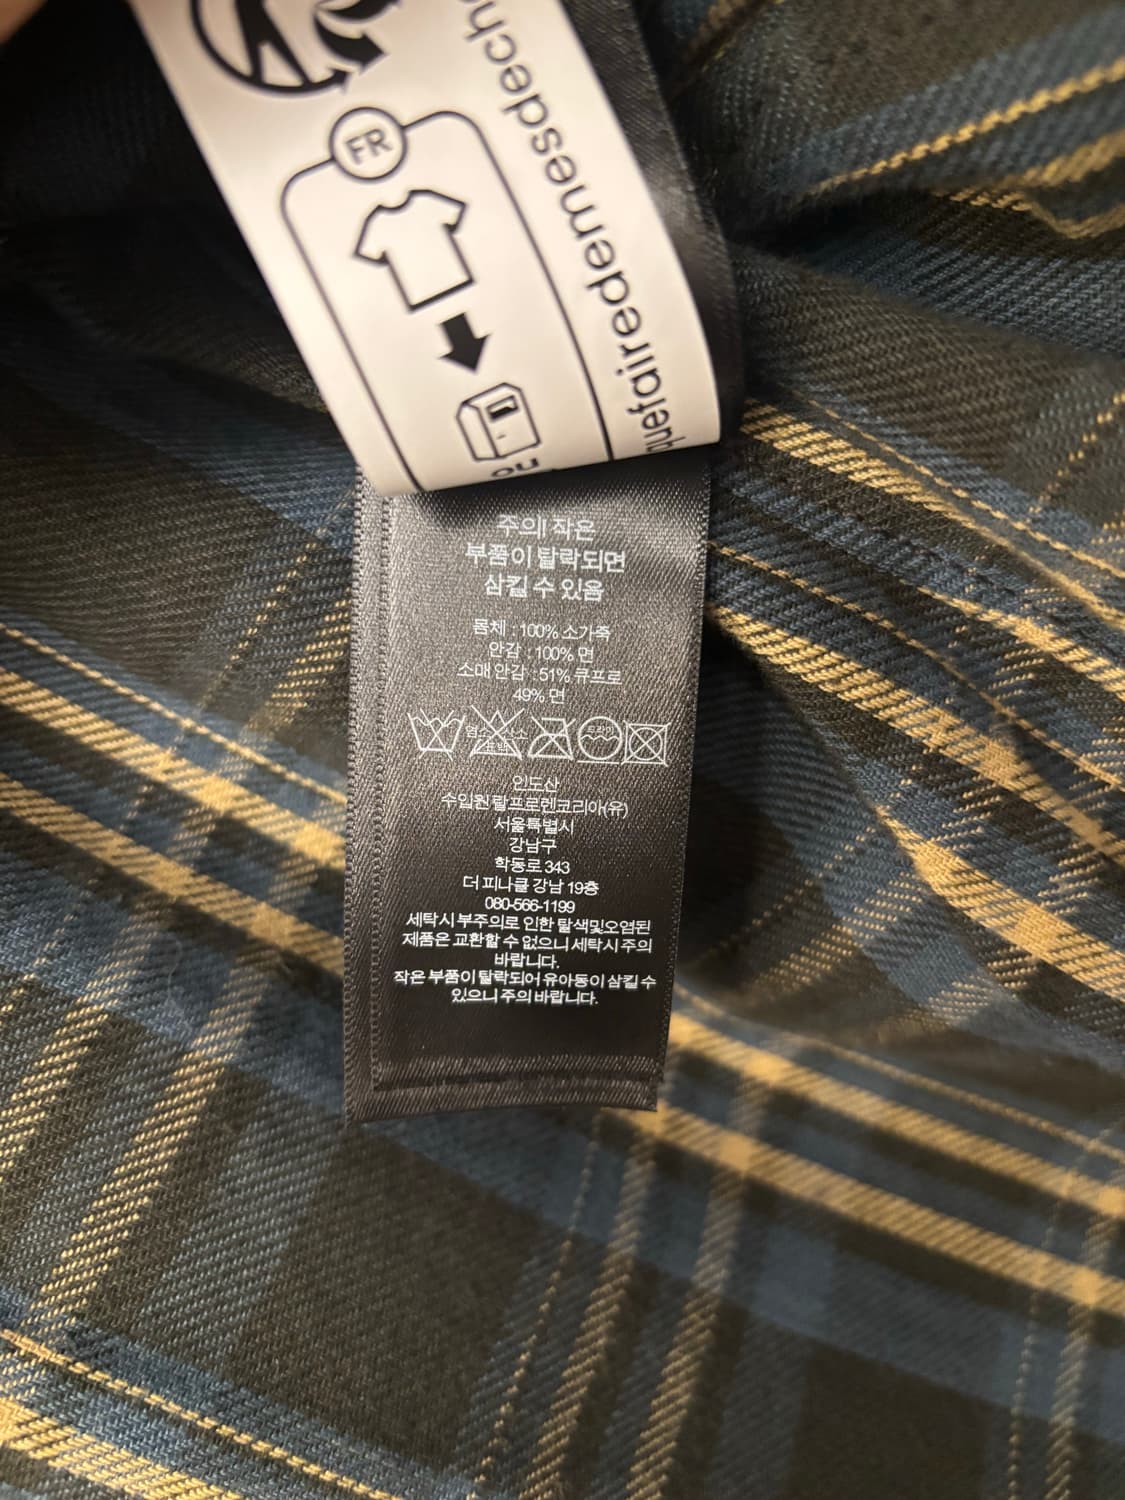 quefairedemesdech
FR
주의! 작은
부품이 탈락되면
삼킬 수 있음
몸체 : 100% 소가죽
안감 : 100% 면
소매 안감 : 51% 큐프로
49% 면
인도산
수입원 랄프로렌코리아(유)
서울특별시
강남구
학동로 343
더 피나클 강남 19층
080-566-1199
세탁시 부주의로 인한 탈색및오염된
제품은 교환할 수 없으니 세탁시 주의
바랍니다.
작은 부품이 탈락되어 유아동이 삼킬 수
있으니 주의 바랍니다.